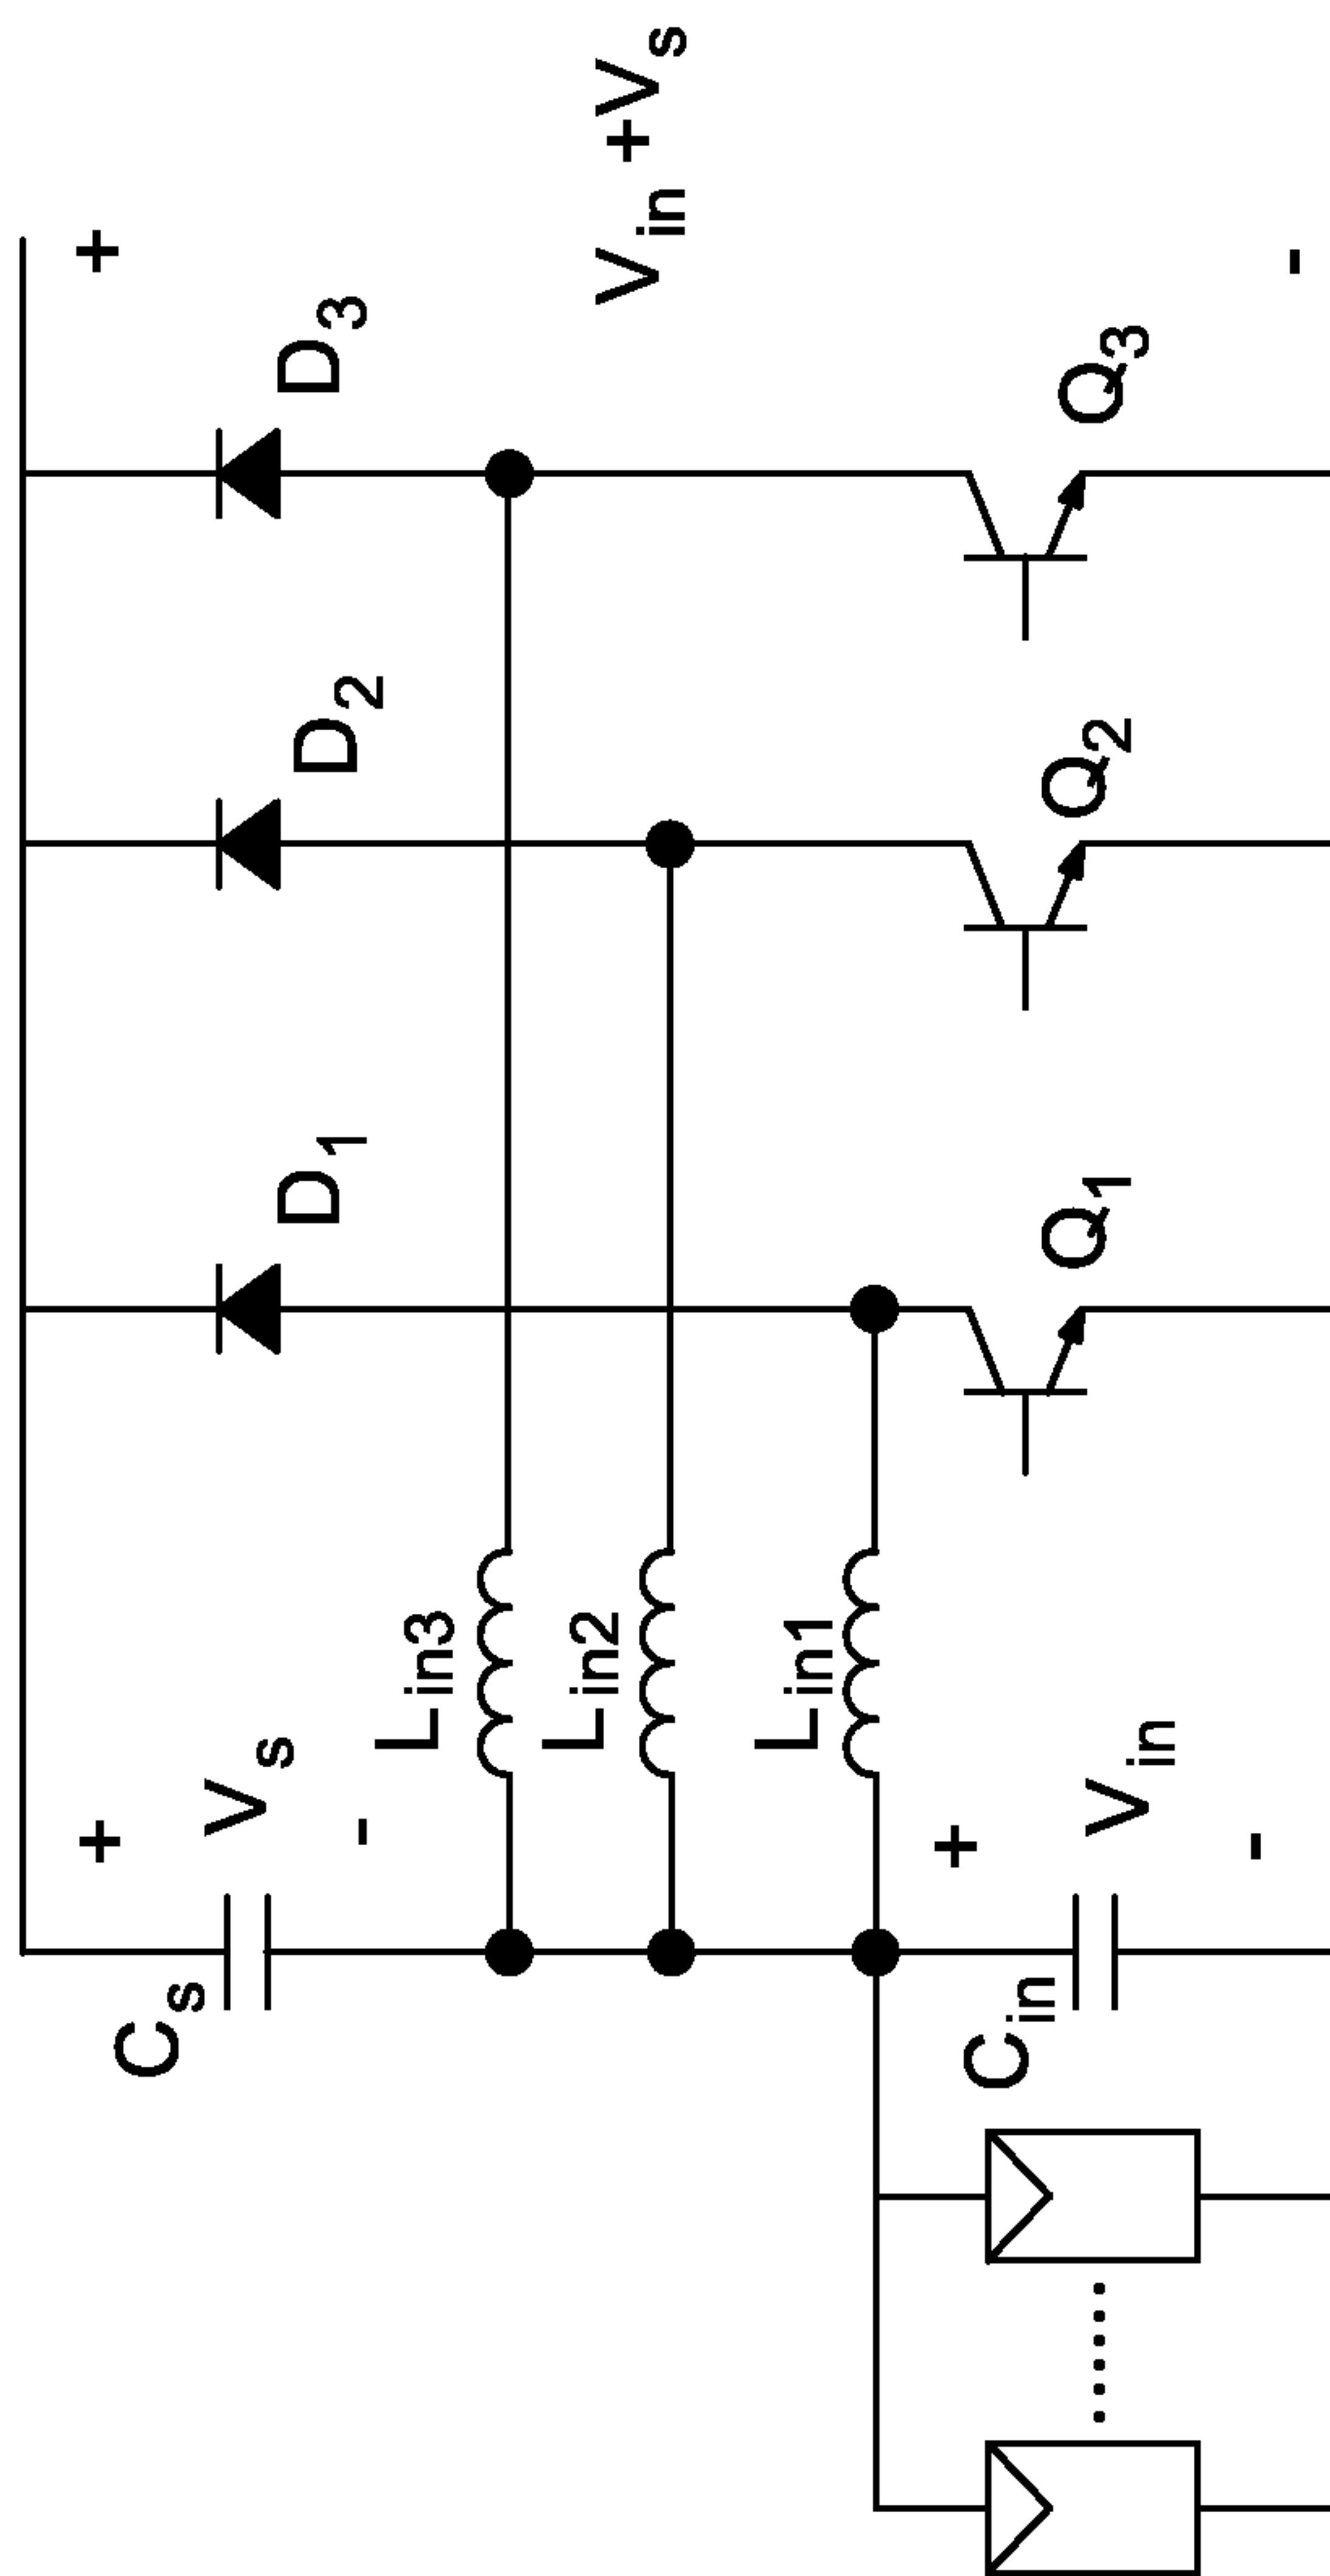 +
D₁
D₂
D₃
+
Cₛ
Vₛ
-
Lᵢₙ₃
Lᵢₙ₂
Lᵢₙ₁
Vᵢₙ +Vₛ
+
Cᵢₙ
Vᵢₙ
-
Q₁
Q₂
Q₃
-